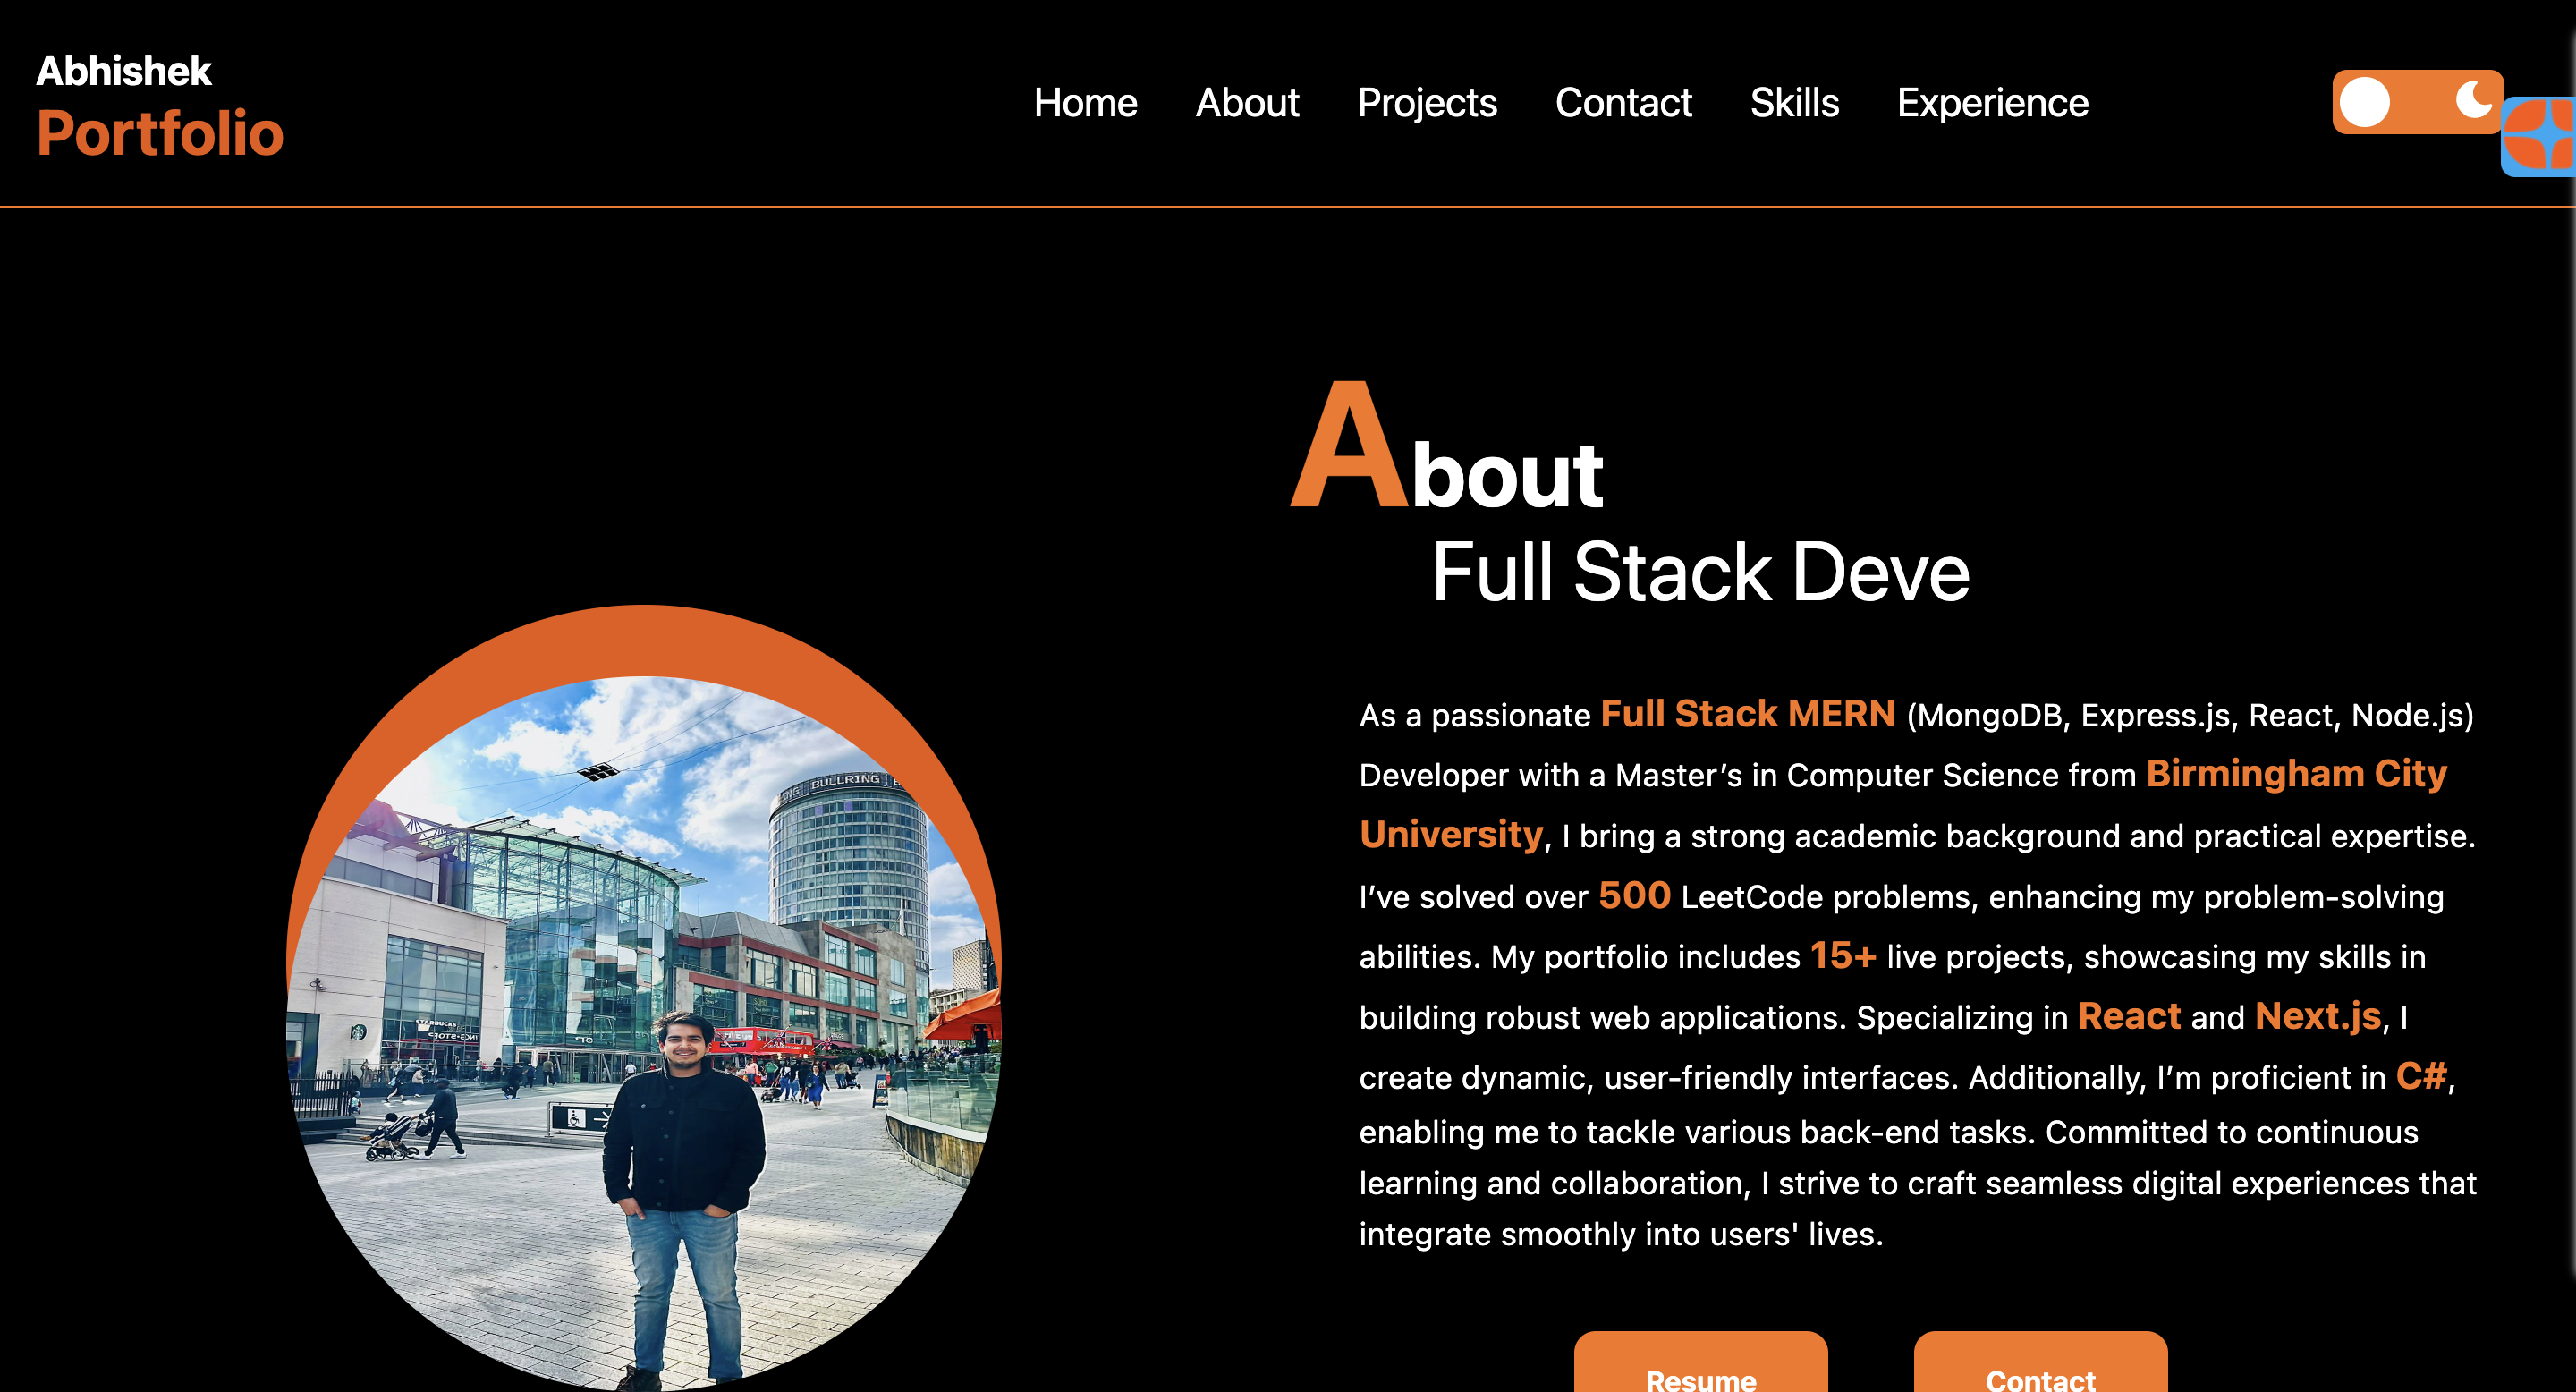 Abhishek
Portfolio
Home About Projects Contact Skills Experience
About
Full Stack Deve
As a passionate Full Stack MERN (MongoDB, Express.js, React, Node.js)
Developer with a Master’s in Computer Science from Birmingham City
University, I bring a strong academic background and practical expertise.
I’ve solved over 500 LeetCode problems, enhancing my problem-solving
abilities. My portfolio includes 15+ live projects, showcasing my skills in
building robust web applications. Specializing in React and Next.js, I
create dynamic, user-friendly interfaces. Additionally, I’m proficient in C#,
enabling me to tackle various back-end tasks. Committed to continuous
learning and collaboration, I strive to craft seamless digital experiences that
integrate smoothly into users' lives.
Resume Contact
BULLRING
STARBUCKS